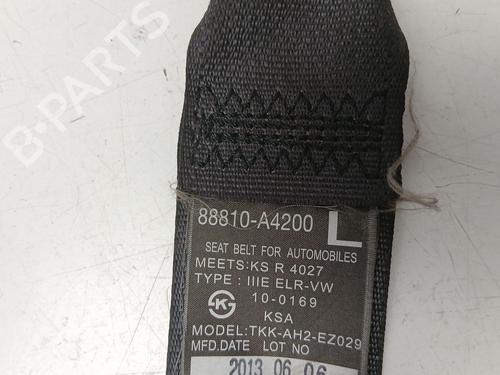 B-PARTS
88810-A4200 L
SEAT BELT FOR AUTOMOBILES
MEETS:KS R 4027
TYPE : IIIE ELR-VW
10-0169
KSA
MODEL:TKK-AH2-EZ029
MFD.DATE LOT NO
2013 06 06